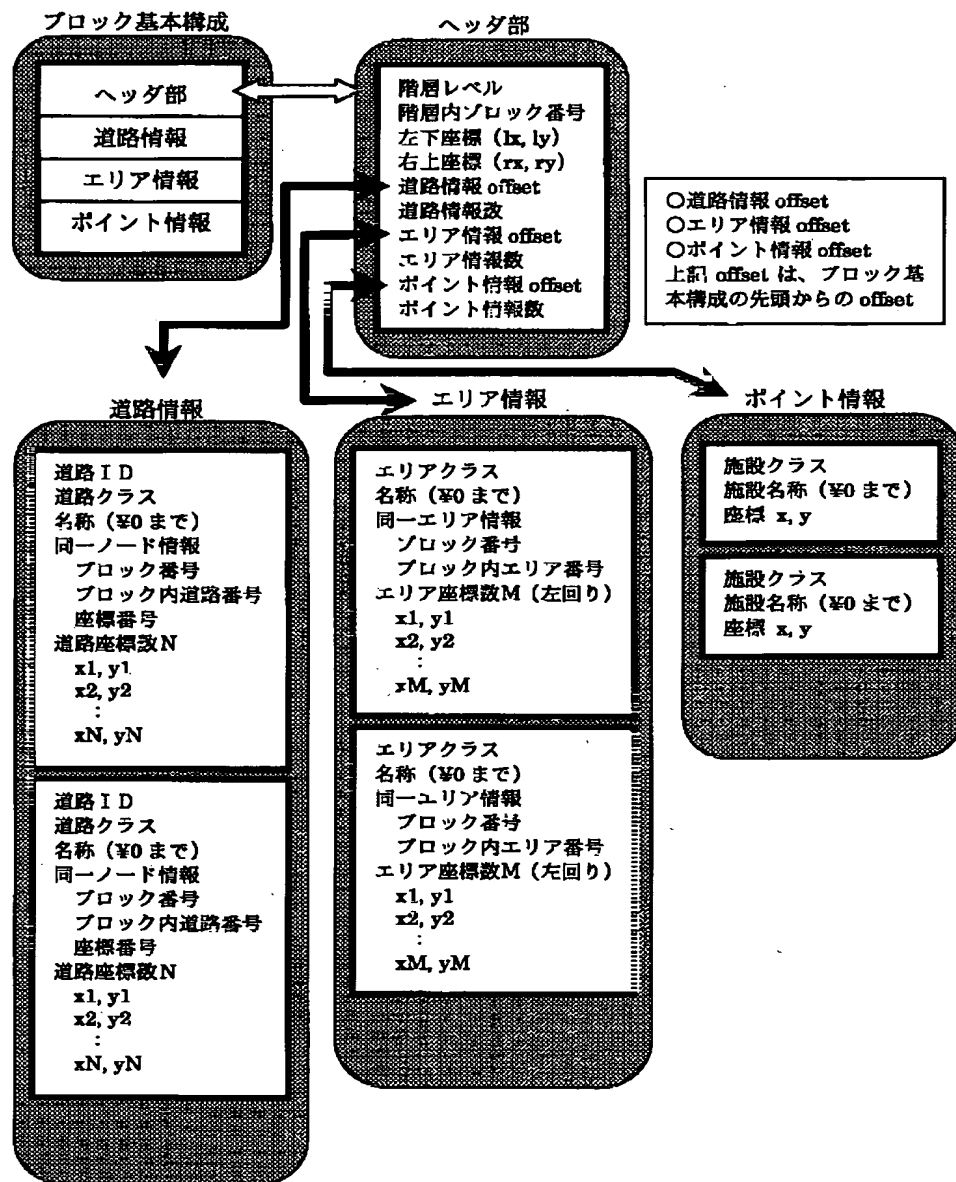 ブロック基本構成
ヘッダ部
道路情報
エリア情報
ポイント情報
ヘッダ部
階層レベル
階層内ブロック番号
左下座標 (lx, ly)
右上座標 (rx, ry)
道路情報 offset
道路情報数
エリア情報 offset
エリア情報数
ポイント情報 offset
ポイント情報数
○道路情報 offset
○エリア情報 offset
○ポイント情報 offset
上記 offset は、ブロック基
本構成の先頭からの offset
道路情報
道路ID
道路クラス
名称 (¥0 まで)
同一ノード情報
ブロック番号
ブロック内道路番号
座標番号
道路座標数N
x1, y1
x2, y2
:
xN, yN
道路ID
道路クラス
名称 (¥0 まで)
同一ノード情報
ブロック番号
ブロック内道路番号
座標番号
道路座標数N
x1, y1
x2, y2
:
xN, yN
エリア情報
エリアクラス
名称 (¥0 まで)
同一エリア情報
ブロック番号
ブロック内エリア番号
エリア座標数M (左回り)
x1, y1
x2, y2
:
xM, yM
エリアクラス
名称 (¥0 まで)
同一エリア情報
ブロック番号
ブロック内エリア番号
エリア座標数M (左回り)
x1, y1
x2, y2
:
xM, yM
ポイント情報
施設クラス
施設名称 (¥0 まで)
座標 x, y
施設クラス
施設名称 (¥0 まで)
座標 x, y